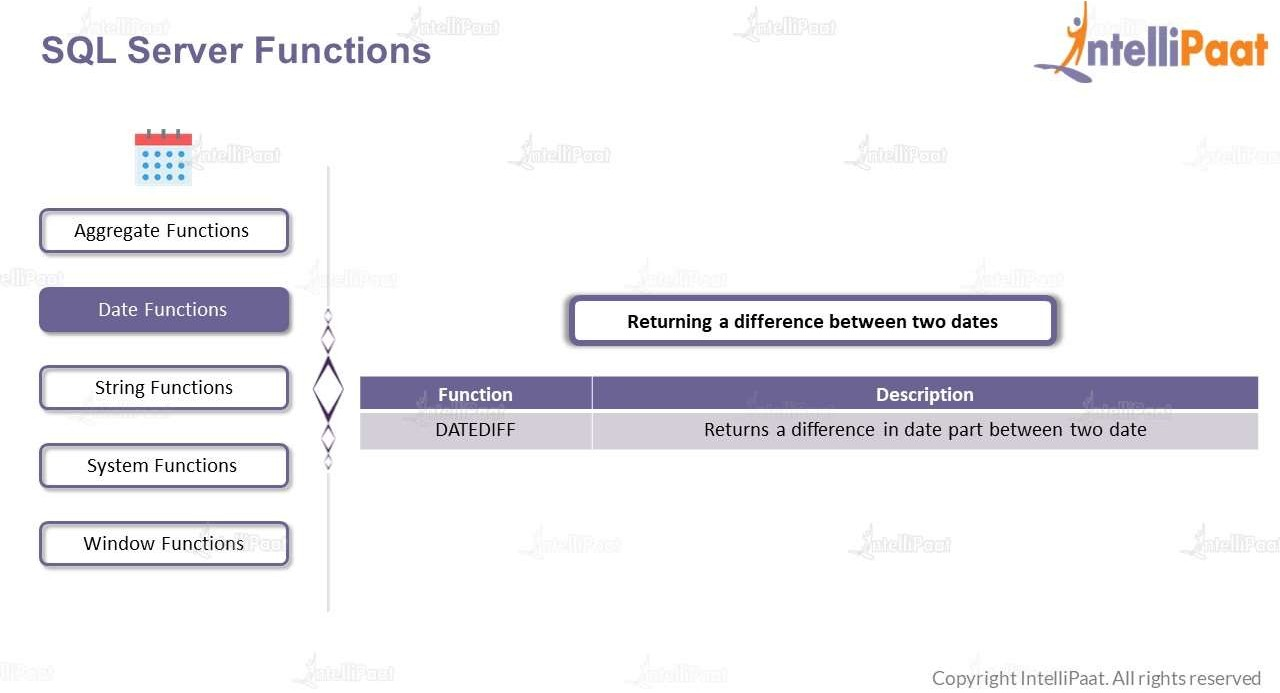 SQL Server Functions
IntelliPaat
Aggregate Functions
Date Functions
String Functions
System Functions
Window Functions
Returning a difference between two dates
Function Description
DATEDIFF Returns a difference in date part between two date
Copyright IntelliPaat. All rights reserved